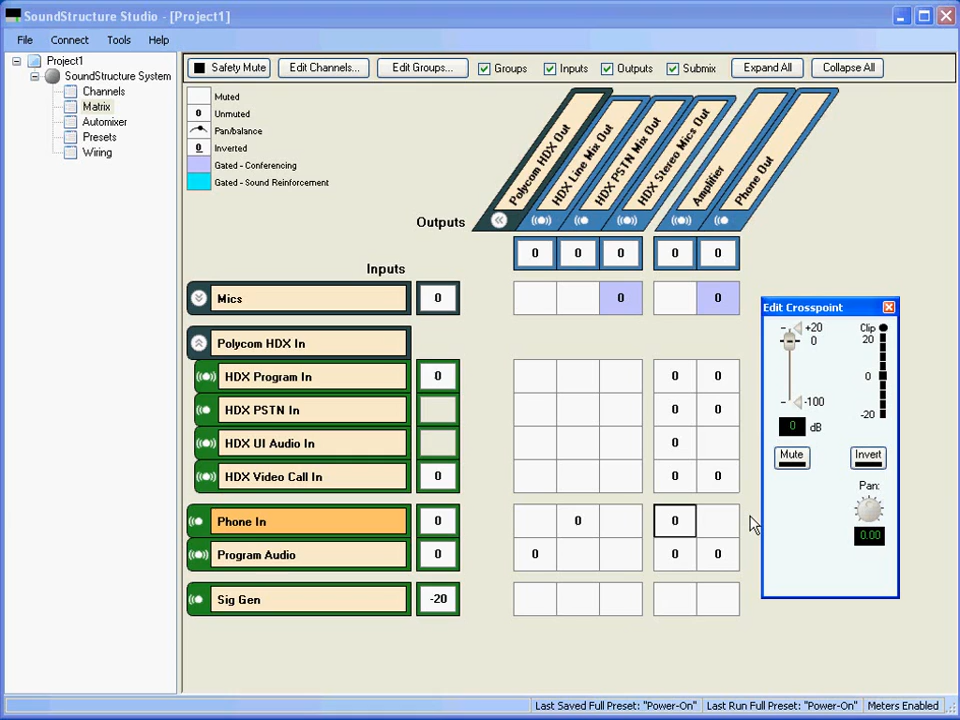 SoundStructure Studio - [Project1]
File Connect Tools Help
Project1
SoundStructure System
Channels
Matrix
Automixer
Presets
Wiring
Safety Mute Edit Channels... Edit Groups... Groups Inputs Outputs Submix Expand All Collapse All
Muted
0 Unmuted
Pan/balance
0 Inverted
Gated - Conferencing
Gated - Sound Reinforcement
Polycom HDX Out
HDX Line Mix Out
HDX PSTN Mix Out
HDX Stereo Mics Out
Amplifier
Phone Out
Outputs
0 0 0 0 0
Inputs
Mics 0 0 0
Polycom HDX In
HDX Program In 0 0 0
HDX PSTN In 0 0
HDX UI Audio In 0
HDX Video Call In 0 0 0
Phone In 0 0 0
Program Audio 0 0 0 0
Sig Gen -20
Edit Crosspoint
+20 Clip
0 20
0
-100
-20
0 dB
Mute Invert
Pan:
0.00
Last Saved Full Preset: "Power-On" Last Run Full Preset: "Power-On" Meters Enabled